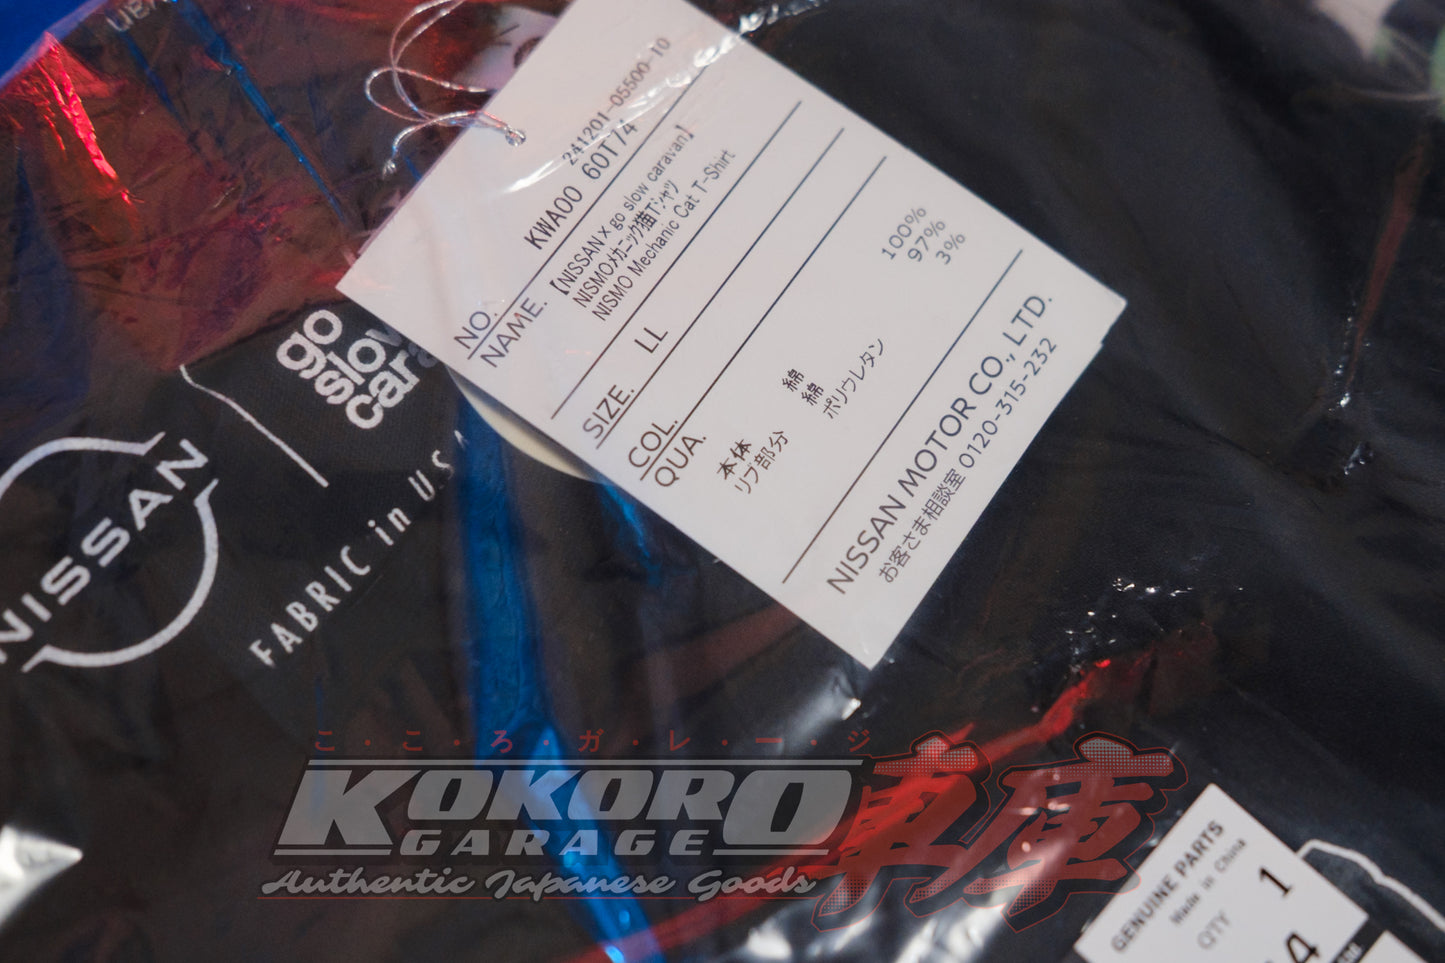 2A1201-05500-10
NO. KWA00 60T74
NAME. 【NISSAN×go slow caravan】
NISMOメカニック猫Tシャツ
NISMO Mechanic Cat T-Shirt
SIZE. LL
COL.
QUA.
本体 綿 100%
リブ部分 綿 97%
ポリウレタン 3%
NISSAN MOTOR CO., LTD.
お客さま相談室 0120-315-232
NISSAN
go
slow
FABRIC in U.S.
こ・こ・ろ・ガ・レ・ー・ジ
KOKORO
GARAGE
車庫
Authentic Japanese Goods
GENUINE PARTS
Made in China
QTY 1